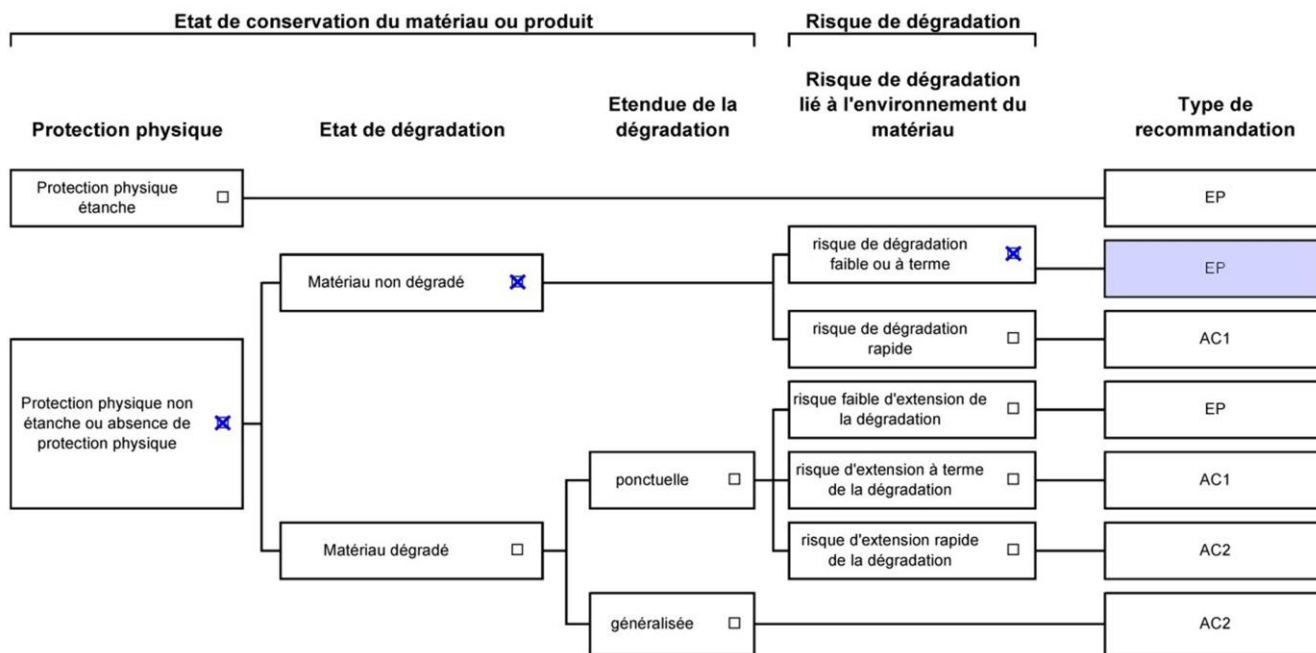 Etat de conservation du matériau ou produit
Risque de dégradation
Protection physique
Etat de dégradation
Etendue de la
dégradation
Risque de dégradation
lié à l'environnement du
matériau
Type de
recommandation
Protection physique
étanche
EP
risque de dégradation
faible ou à terme
EP
Matériau non dégradé
risque de dégradation
rapide
AC1
Protection physique non
étanche ou absence de
protection physique
risque faible d'extension de
la dégradation
EP
ponctuelle
risque d'extension à terme
de la dégradation
AC1
Matériau dégradé
risque d'extension rapide
de la dégradation
AC2
généralisée
AC2